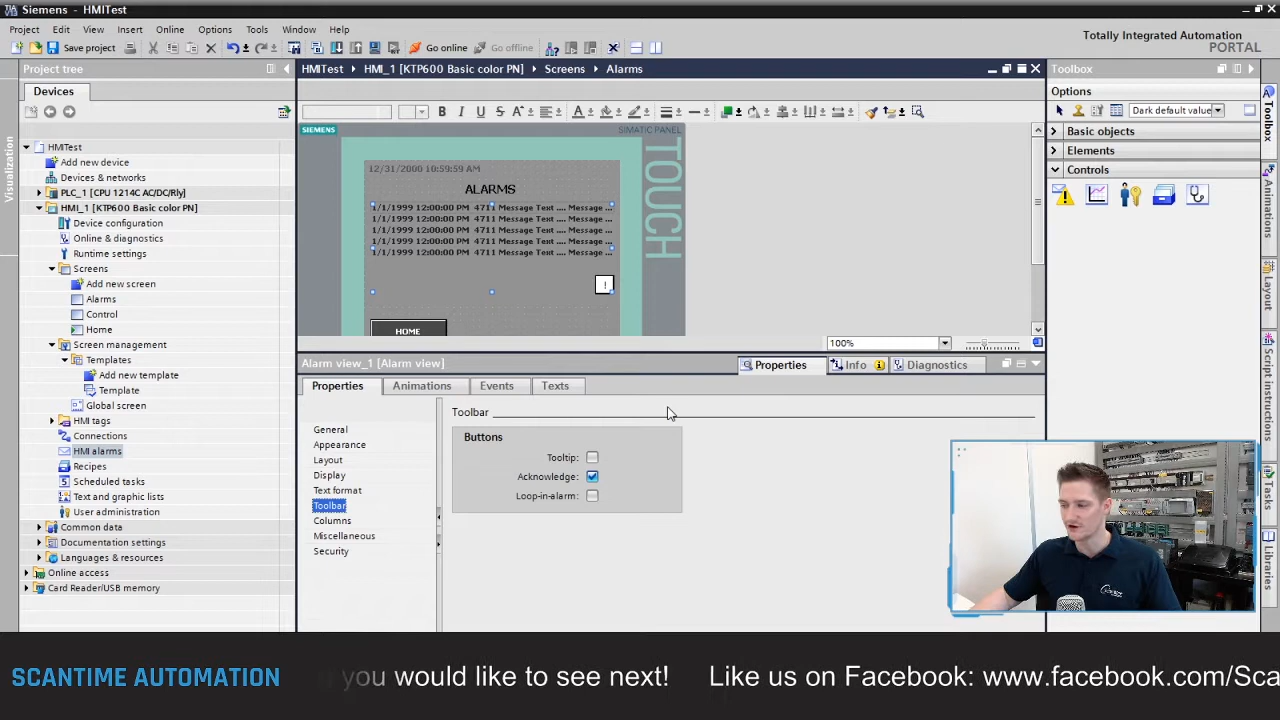 Siemens - HMITest
Project Edit View Insert Online Options Tools Window Help
Totally Integrated Automation
PORTAL
Save project
Go online
Go offline
Project tree
Devices
Visualization
HMITest
Add new device
Devices & networks
PLC_1 [CPU 1214C AC/DC/Rly]
HMI_1 [KTP600 Basic color PN]
Device configuration
Online & diagnostics
Runtime settings
Screens
Add new screen
Alarms
Control
Home
Screen management
Templates
Add new template
Template
Global screen
HMI tags
Connections
HMI alarms
Recipes
Scheduled tasks
Text and graphic lists
User administration
Common data
Documentation settings
Languages & resources
Online access
Card Reader/USB memory
HMITest HMI_1 [KTP600 Basic color PN] Screens Alarms
B I U S A
SIEMENS
SIMATIC PANEL
TOUCH
12/31/2000 10:59:59 AM
ALARMS
1/1/1999 12:00:00 PM 4711 Message Text .... Message ...
1/1/1999 12:00:00 PM 4711 Message Text .... Message ...
1/1/1999 12:00:00 PM 4711 Message Text .... Message ...
1/1/1999 12:00:00 PM 4711 Message Text .... Message ...
1/1/1999 12:00:00 PM 4711 Message Text .... Message ...
!
HOME
100%
Alarm view_1 [Alarm view]
Properties Info Diagnostics
Properties Animations Events Texts
General
Appearance
Layout
Display
Text format
Toolbar
Columns
Miscellaneous
Security
Toolbar
Buttons
Tooltip:
Acknowledge:
Loop-in-alarm:
Toolbox
Options
Dark default value
Basic objects
Elements
Controls
Toolbox
Animations
Layout
Script instructions
Tasks
Libraries
SCANTIME AUTOMATION
you would like to see next! Like us on Facebook: www.facebook.com/Sca